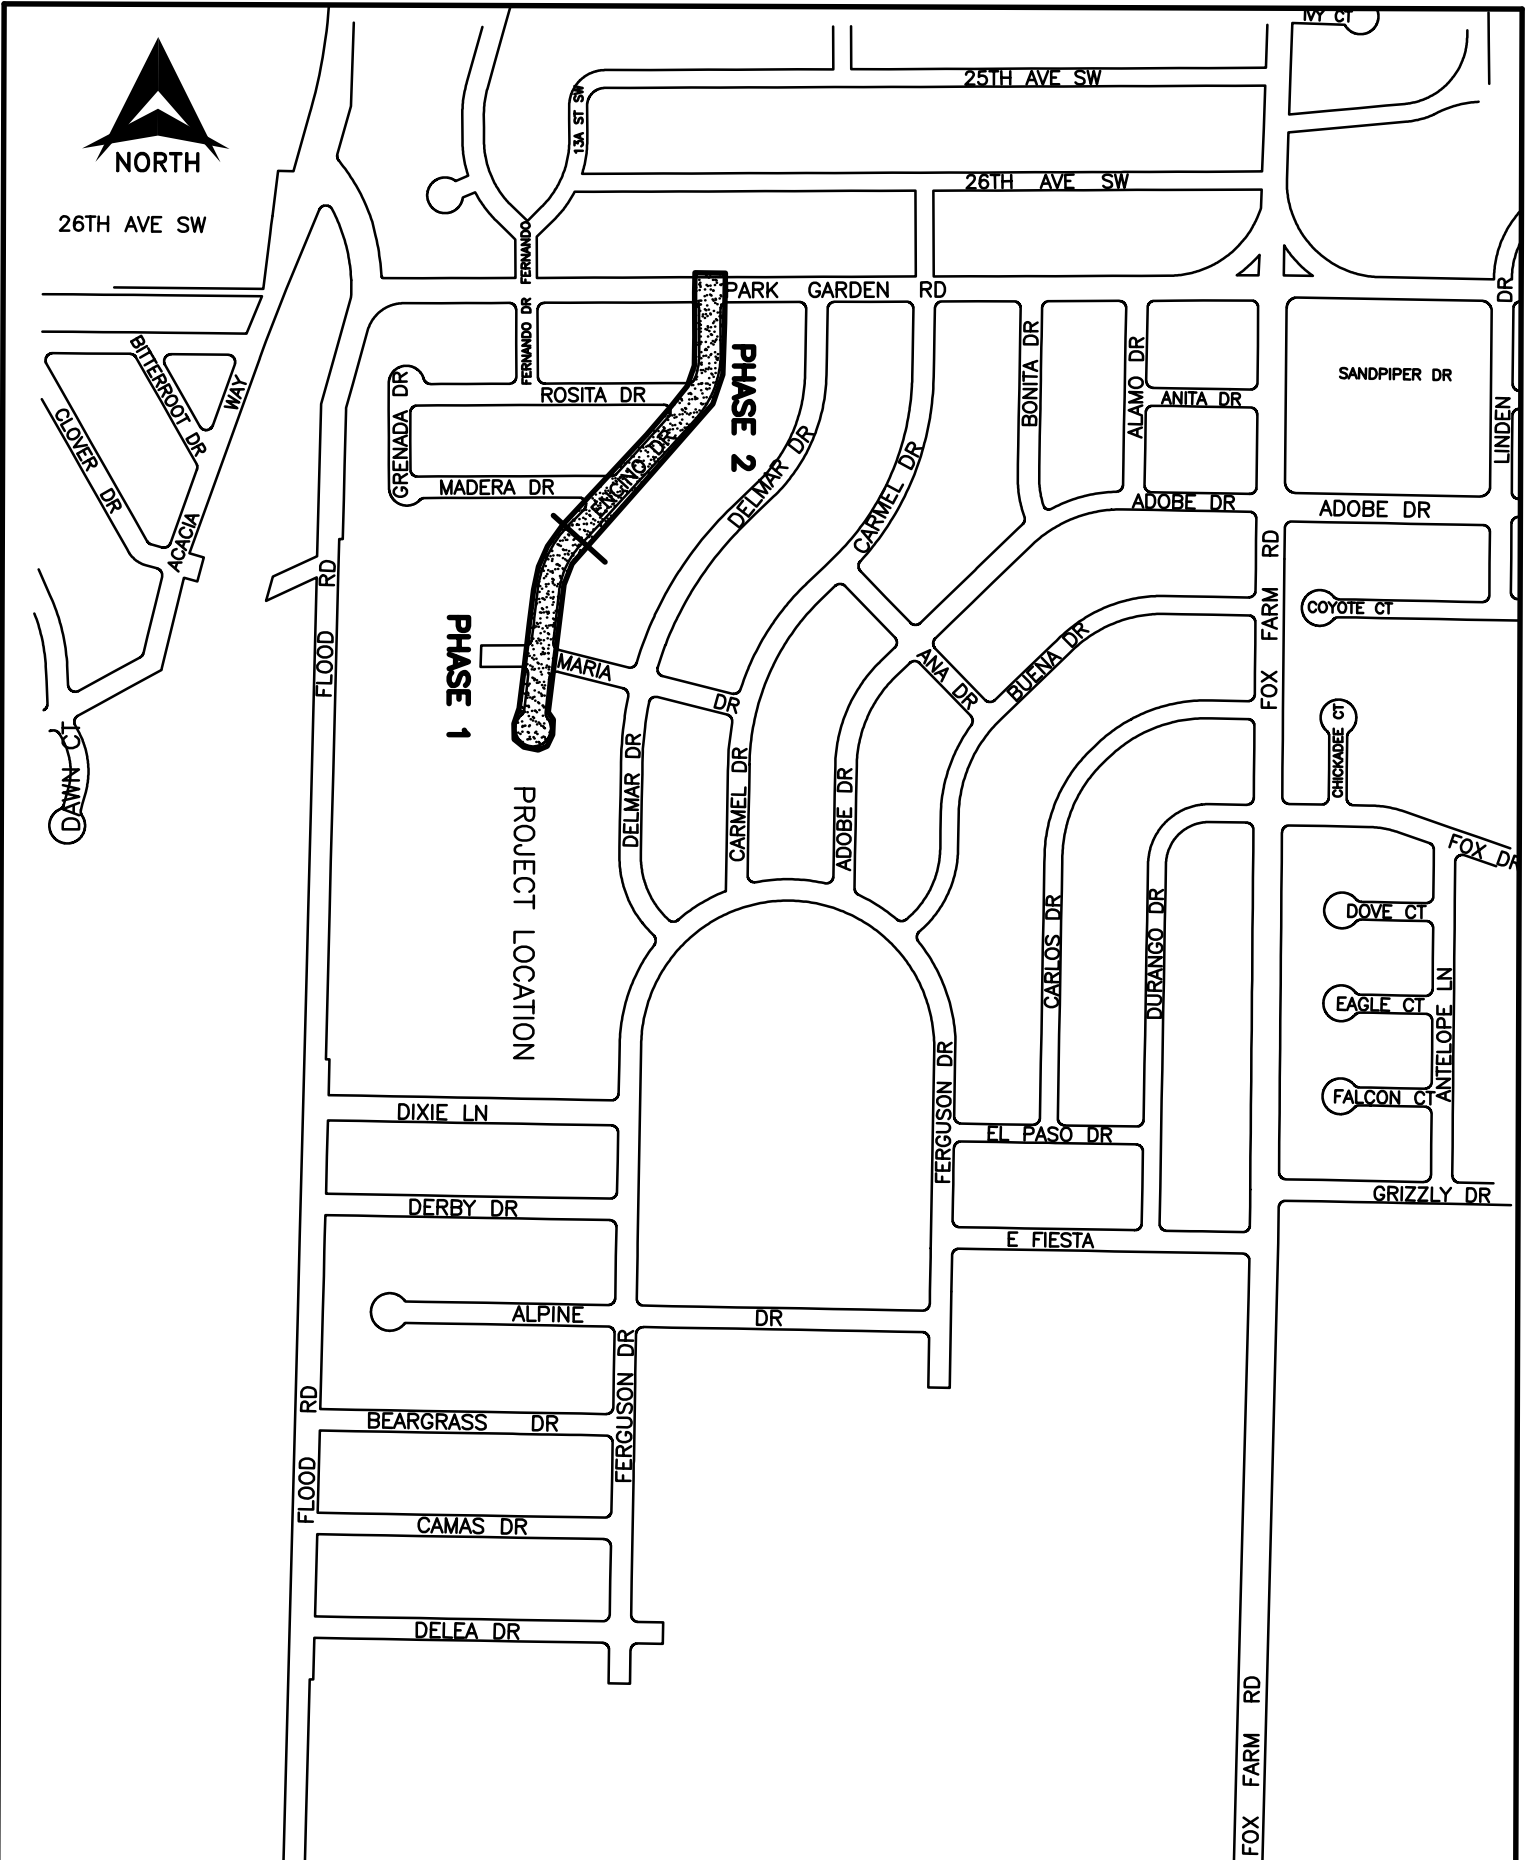 IVY CT
25TH AVE SW
13A ST SW
NORTH
26TH AVE SW
26TH AVE SW
FERNANDO
PARK GARDEN RD
DR
FERNANDO DR
BITTERROOT DR
WAY
CLOVER DR
ACACIA
GRENADA DR
ROSITA DR
MADERA DR
ENCINO DR
PHASE 2
DELMAR DR
CARMEL DR
BONITA DR
ALAMO DR
ANITA DR
SANDPIPER DR
LINDEN
ADOBE DR
ADOBE DR
FLOOD RD
FOX FARM RD
COYOTE CT
PHASE 1
MARIA DR
ANA DR
BUENA DR
CHICKADEE CT
DAWN CT
DELMAR DR
CARMEL DR
ADOBE DR
PROJECT LOCATION
FOX DR
DOVE CT
CARLOS DR
DURANGO DR
EAGLE CT
ANTELOPE LN
FALCON CT
FERGUSON DR
DIXIE LN
EL PASO DR
DERBY DR
GRIZZLY DR
E FIESTA
ALPINE DR
FERGUSON DR
FLOOD RD
BEARGRASS DR
CAMAS DR
DELEA DR
FOX FARM RD